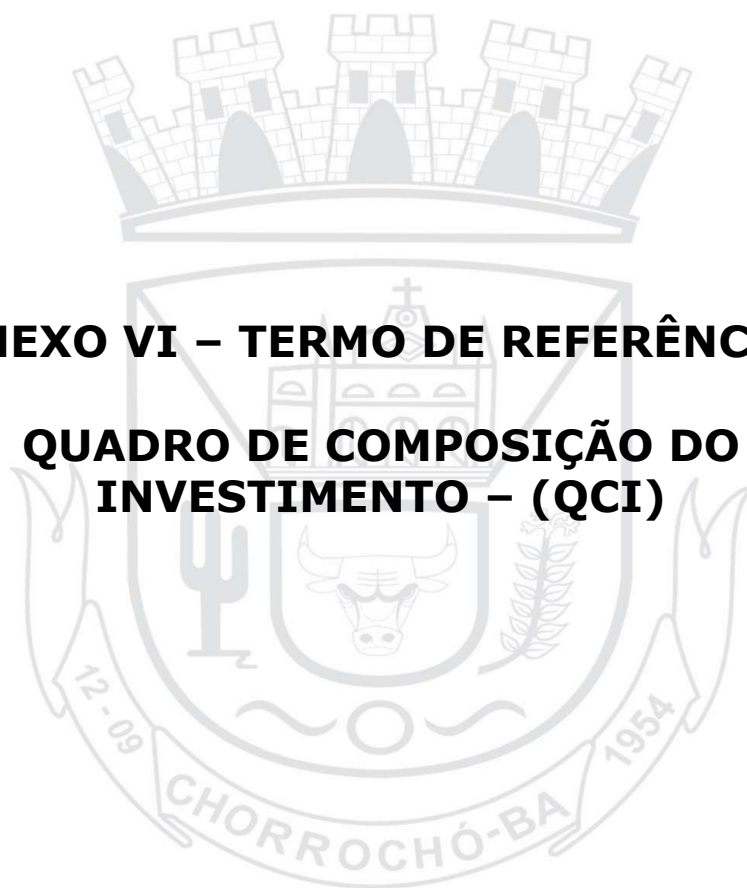 NEXO VI – TERMO DE REFERÊNC
QUADRO DE COMPOSIÇÃO DO
INVESTIMENTO – (QCI)
12 - 09
1954
CHORROCHÓ-BA